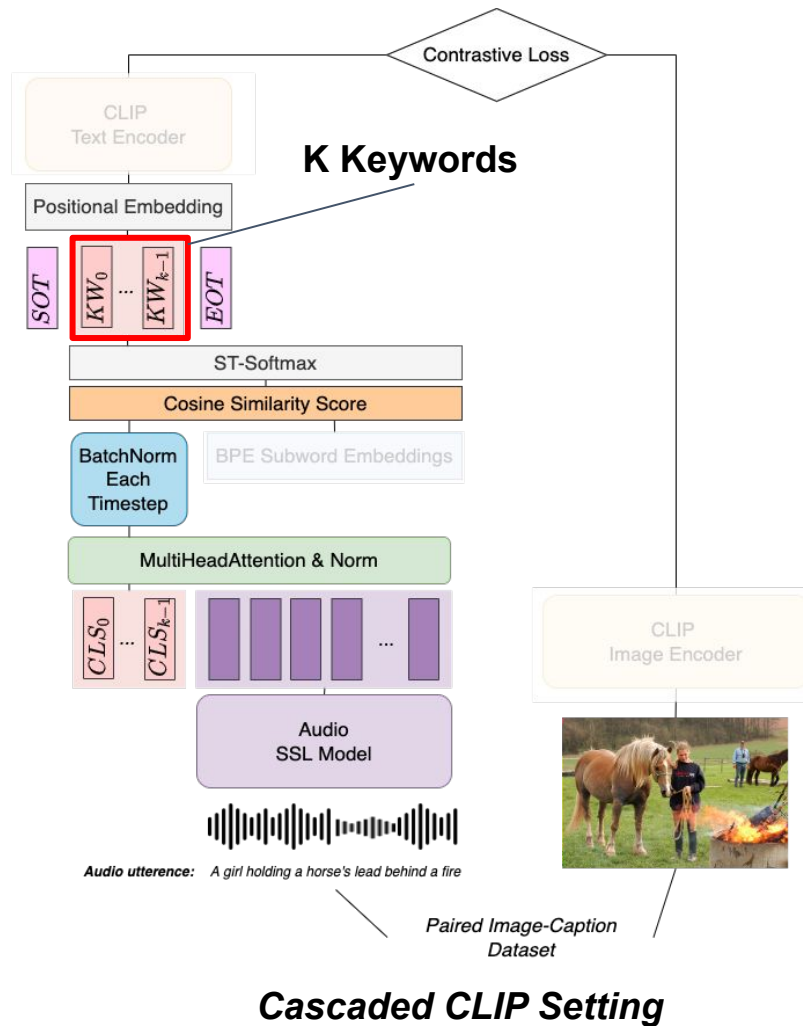 Contrastive Loss
CLIP
Text Encoder
K Keywords
Positional Embedding
SOT
KW0
...
KWk−1
EOT
ST-Softmax
Cosine Similarity Score
BatchNorm
Each
Timestep
BPE Subword Embeddings
MultiHeadAttention & Norm
CLS0
...
CLSk−1
...
CLIP
Image Encoder
Audio
SSL Model
Audio utterence: A girl holding a horse's lead behind a fire
Paired Image-Caption
Dataset
Cascaded CLIP Setting